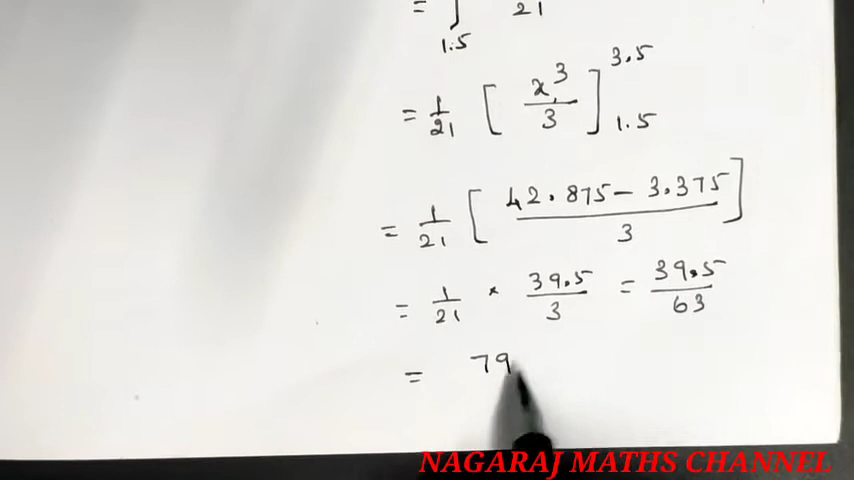 = ∫ 1.5 21
= 1/21 [ x^3/3 ] 3.5 1.5
= 1/21 [ 42.875 - 3.375 / 3 ]
= 1/21 * 39.5/3 = 39.5/63
= 79
NAGARAJ MATHS CHANNEL